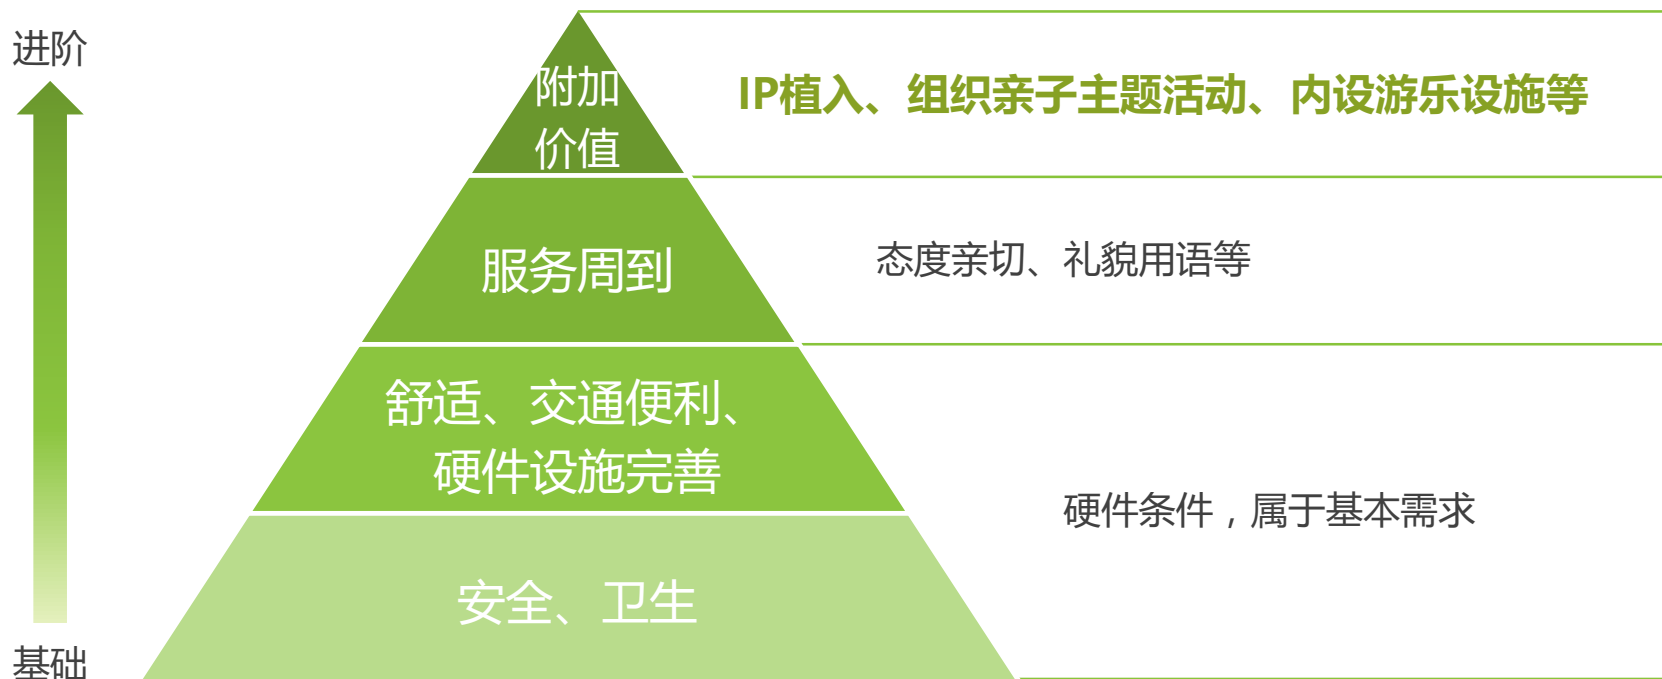 进阶
附加
价值
IP植入、组织亲子主题活动、内设游乐设施等
服务周到
态度亲切、礼貌用语等
舒适、交通便利、
硬件设施完善
硬件条件，属于基本需求
安全、卫生
基础